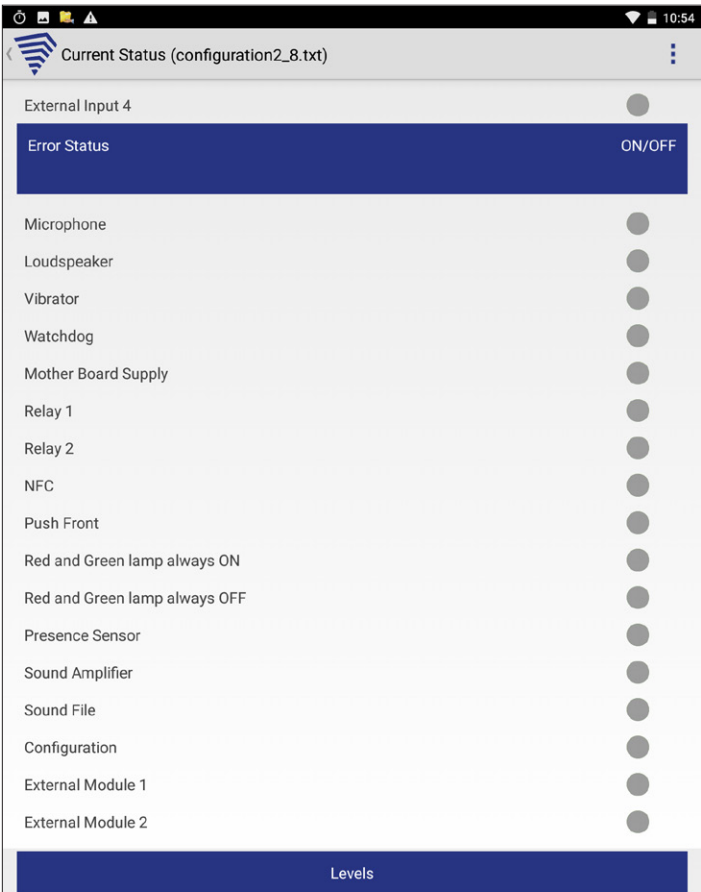 10:54
Current Status (configuration2_8.txt)
External Input 4
Error Status ON/OFF
Microphone
Loudspeaker
Vibrator
Watchdog
Mother Board Supply
Relay 1
Relay 2
NFC
Push Front
Red and Green lamp always ON
Red and Green lamp always OFF
Presence Sensor
Sound Amplifier
Sound File
Configuration
External Module 1
External Module 2
Levels